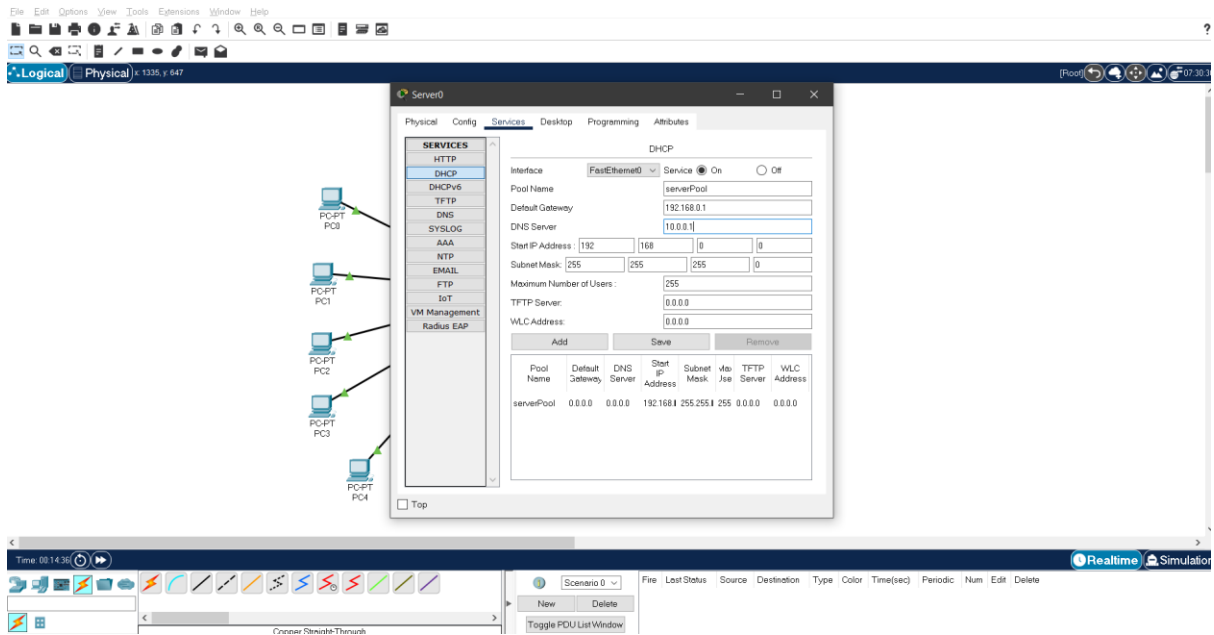 File Edit Options View Tools Extensions Window Help
?
Logical Physical x: 1335, y: 647
[Root] 07:30:3
Server0
Physical Config Services Desktop Programming Attributes
SERVICES
HTTP
DHCP
DHCPv6
TFTP
DNS
SYSLOG
AAA
NTP
EMAIL
FTP
IoT
VM Management
Radius EAP
DHCP
Interface FastEthernet0 Service On Off
Pool Name serverPool
Default Gateway 192.168.0.1
DNS Server 10.0.0.1
Start IP Address : 192 168 0 0
Subnet Mask: 255 255 255 0
Maximum Number of Users : 255
TFTP Server: 0.0.0.0
WLC Address: 0.0.0.0
Add Save Remove
Pool Name Default Gateway DNS Server Start IP Address Subnet Mask TFTP Server WLC Address
serverPool 0.0.0.0 0.0.0.0 192.168. 255.255. 255 0.0.0.0 0.0.0.0
Top
PC-PT
PC0
PC-PT
PC1
PC-PT
PC2
PC-PT
PC3
PC-PT
PC4
Time: 00:14:36
Realtime Simulation
Scenario 0
Fire Last Status Source Destination Type Color Time(sec) Periodic Num Edit Delete
New Delete
Toggle PDU List Window
Copper Straight-Through